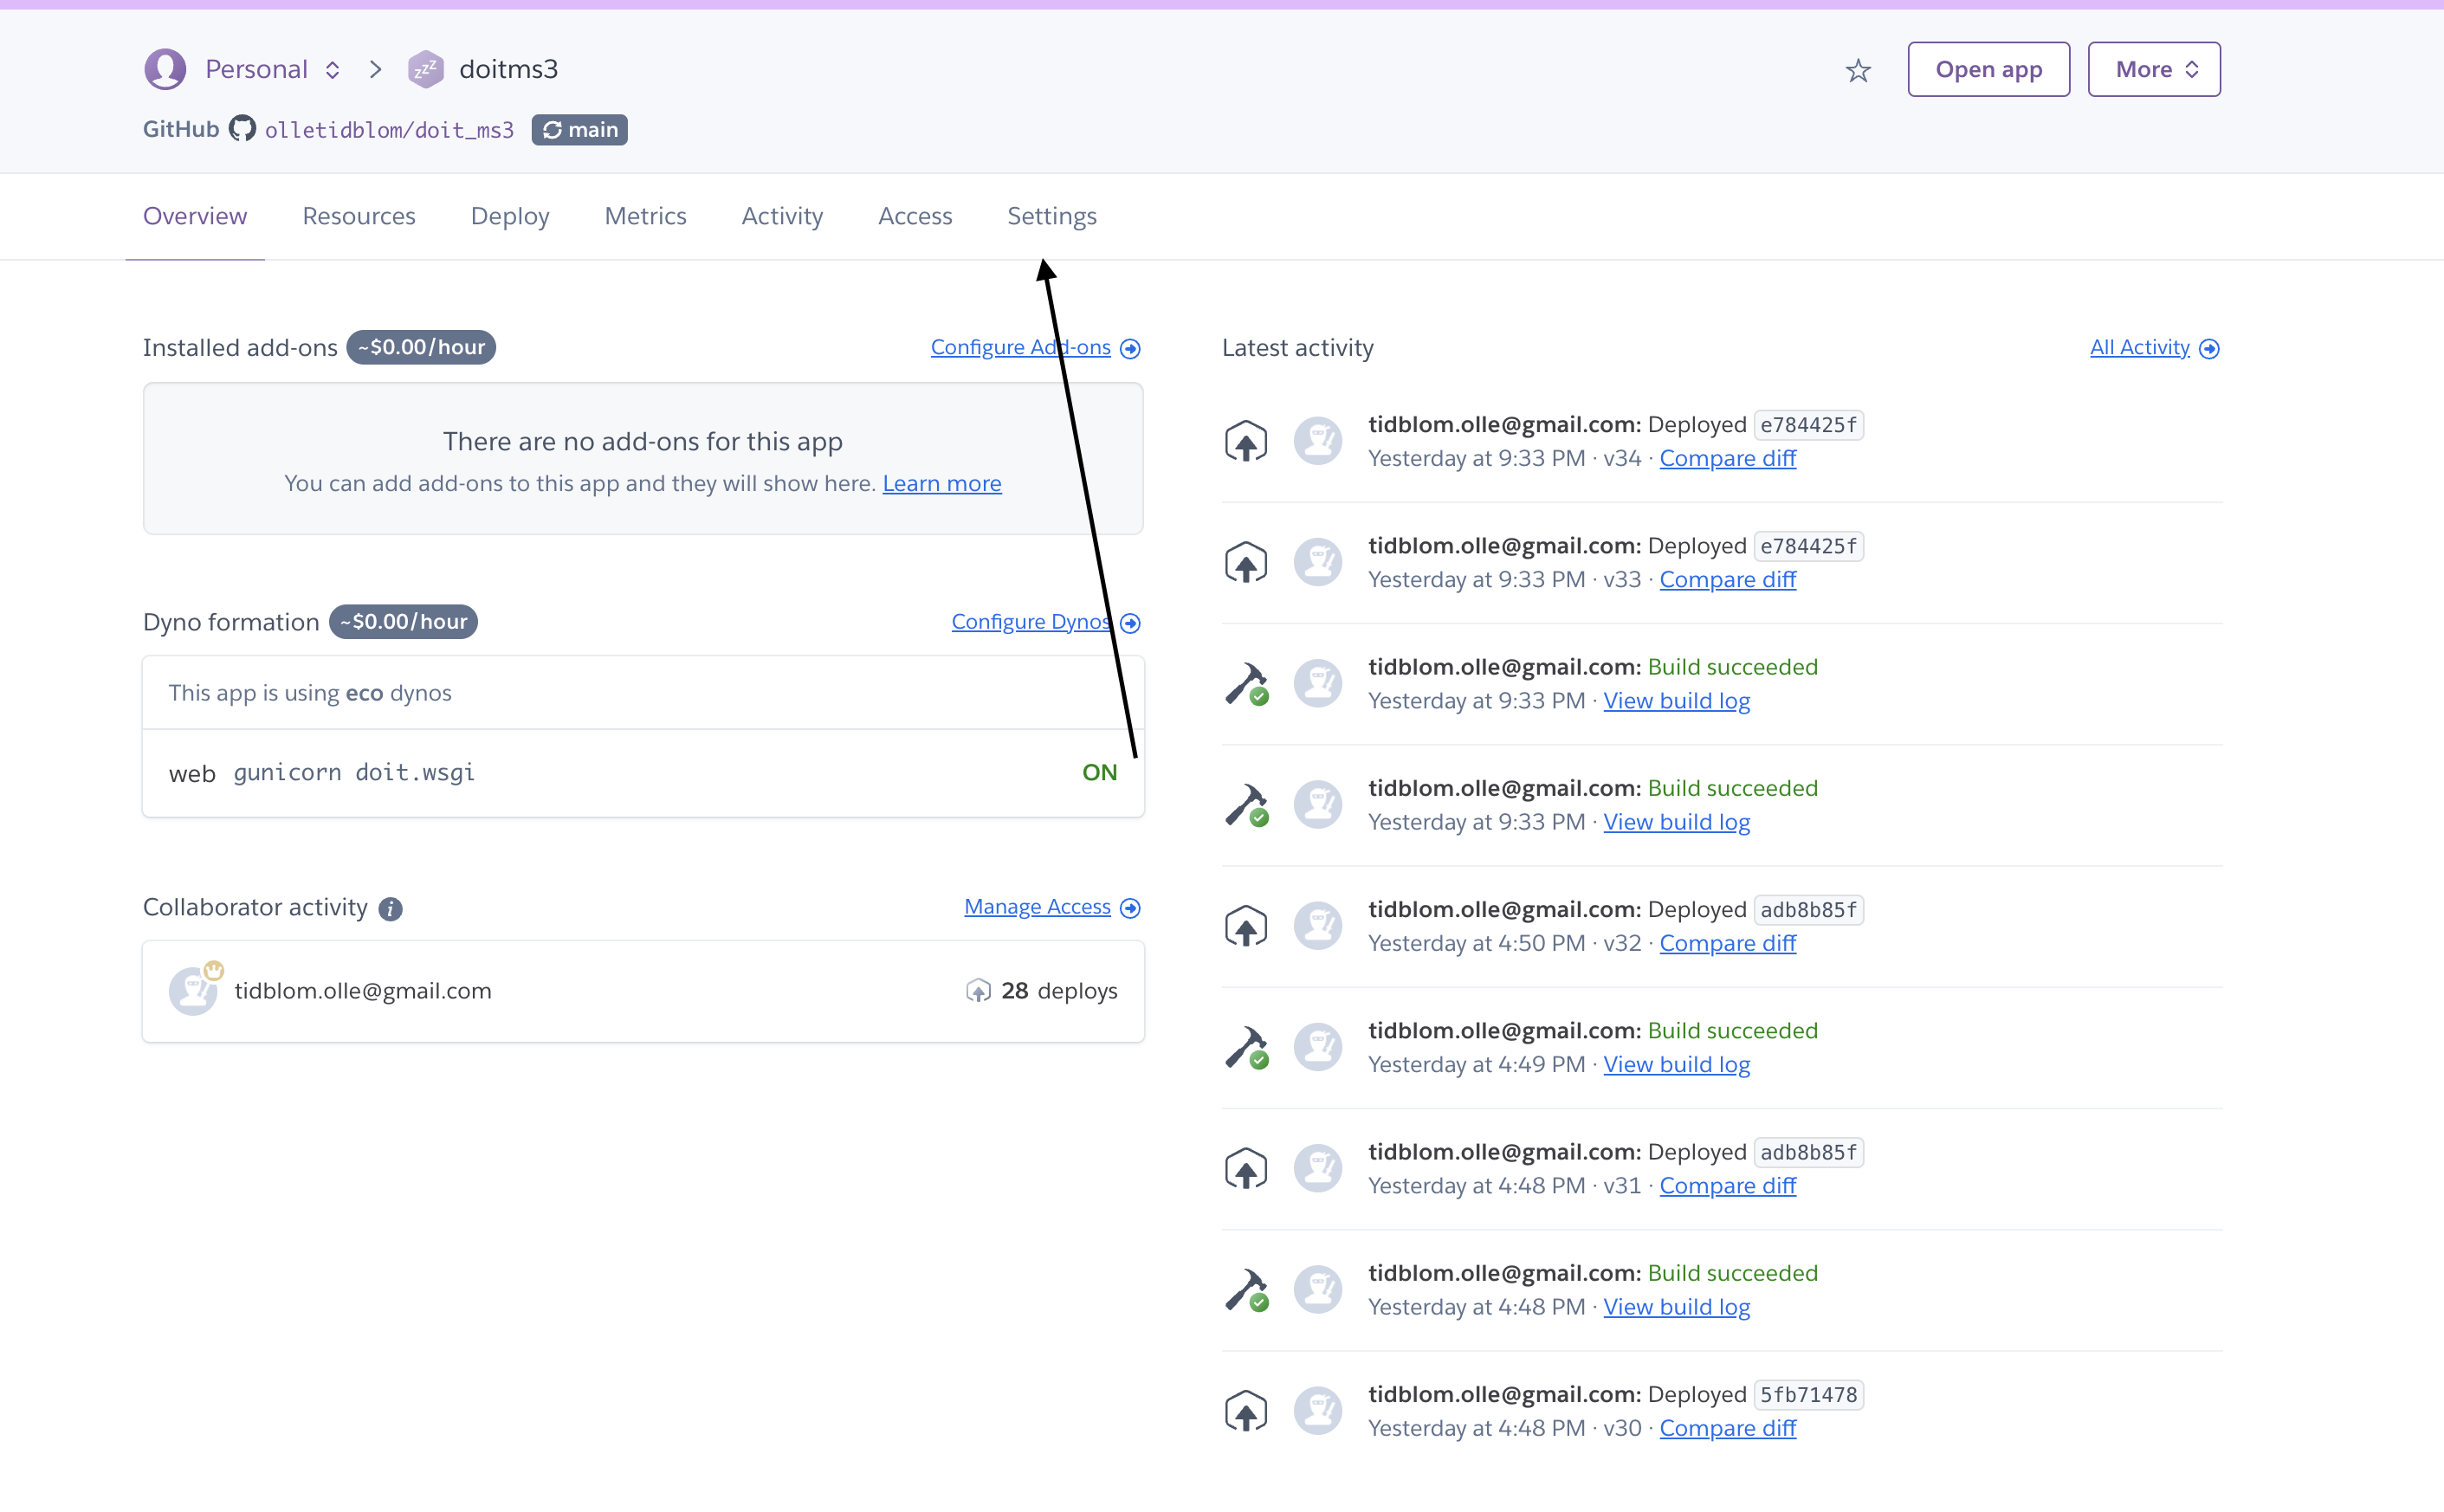 Personal > doitms3
Open app
More
GitHub olletidblom/doit_ms3 main
Overview Resources Deploy Metrics Activity Access Settings
Installed add-ons ~$0.00/hour Configure Add-ons
There are no add-ons for this app
You can add add-ons to this app and they will show here. Learn more
Dyno formation ~$0.00/hour Configure Dynos
This app is using eco dynos
web gunicorn doit.wsgi ON
Collaborator activity i Manage Access
tidblom.olle@gmail.com 28 deploys
Latest activity All Activity
tidblom.olle@gmail.com: Deployed e784425f
Yesterday at 9:33 PM · v34 · Compare diff
tidblom.olle@gmail.com: Deployed e784425f
Yesterday at 9:33 PM · v33 · Compare diff
tidblom.olle@gmail.com: Build succeeded
Yesterday at 9:33 PM · View build log
tidblom.olle@gmail.com: Build succeeded
Yesterday at 9:33 PM · View build log
tidblom.olle@gmail.com: Deployed adb8b85f
Yesterday at 4:50 PM · v32 · Compare diff
tidblom.olle@gmail.com: Build succeeded
Yesterday at 4:49 PM · View build log
tidblom.olle@gmail.com: Deployed adb8b85f
Yesterday at 4:48 PM · v31 · Compare diff
tidblom.olle@gmail.com: Build succeeded
Yesterday at 4:48 PM · View build log
tidblom.olle@gmail.com: Deployed 5fb71478
Yesterday at 4:48 PM · v30 · Compare diff